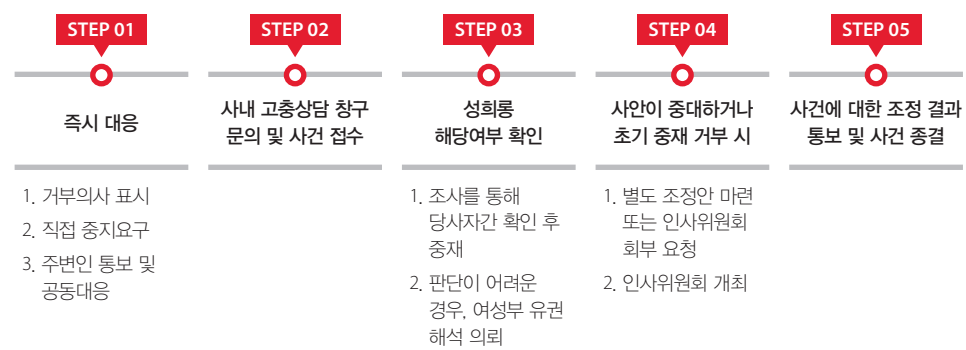 STEP 01
즉시 대응
1. 거부의사 표시
2. 직접 중지요구
3. 주변인 통보 및
공동대응
STEP 02
사내 고충상담 창구
문의 및 사건 접수
STEP 03
성희롱
해당여부 확인
1. 조사를 통해
당사자간 확인 후
중재
2. 판단이 어려운
경우, 여성부 유권
해석 의뢰
STEP 04
사안이 중대하거나
초기 중재 거부 시
1. 별도 조정안 마련
또는 인사위원회
회부 요청
2. 인사위원회 개최
STEP 05
사건에 대한 조정 결과
통보 및 사건 종결